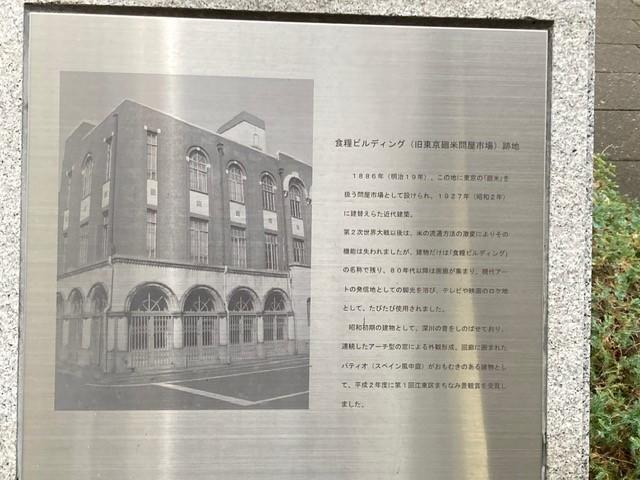 食糧ビルディング（旧東京廻米問屋市場）跡地
１８８６年（明治１９年）、この地に東京の「廻米」を
扱う問屋市場として設けられ、１９２７年（昭和２年）
に建替えらた近代建築。
第２次世界大戦以後は、米の流通方法の激変によりその
機能は失われましたが、建物だけは「食糧ビルディング」
の名称で残り、８０年代以降は画廊が集まり、現代アー
トの発信地としての脚光を浴び、テレビや映画のロケ地
として、たびたび使用されました。
昭和初期の建物として、深川の昔をしのばせており、
連続したアーチ型の窓による外観形成、回廊に囲まれた
パティオ（スペイン風中庭）がおもむきのある建物とし
て、平成２年度に第１回江東区まちなみ景観賞を受賞し
ました。